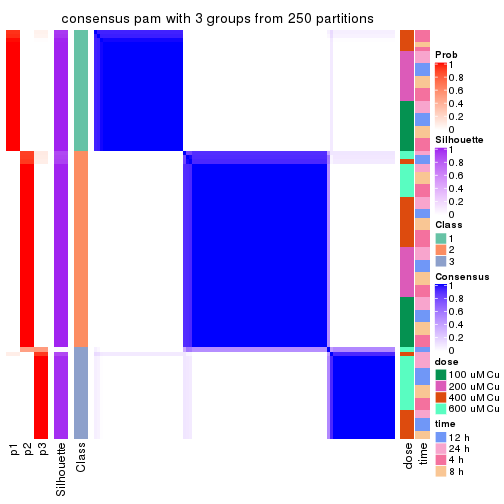 consensus pam with 3 groups from 250 partitions
Prob
1
0.8
0.6
0.4
0.2
0
Silhouette
1
0.8
0.6
0.4
0.2
0
Class
1
2
3
Consensus
1
0.8
0.6
0.4
0.2
0
dose
100 uM Cu
200 uM Cu
400 uM Cu
600 uM Cu
time
12 h
24 h
4 h
8 h
p1
p2
p3
Silhouette
Class
dose
time